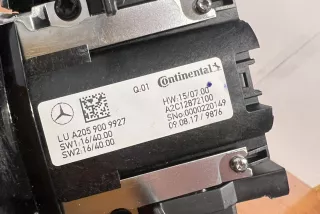 Q.01
Continental
LU A205 900 9927
SW1:16/40.00
SW2:16/40.00
HW:15/07.00
A2C12872100
SNo.0000220149
09.08.17 / 9876